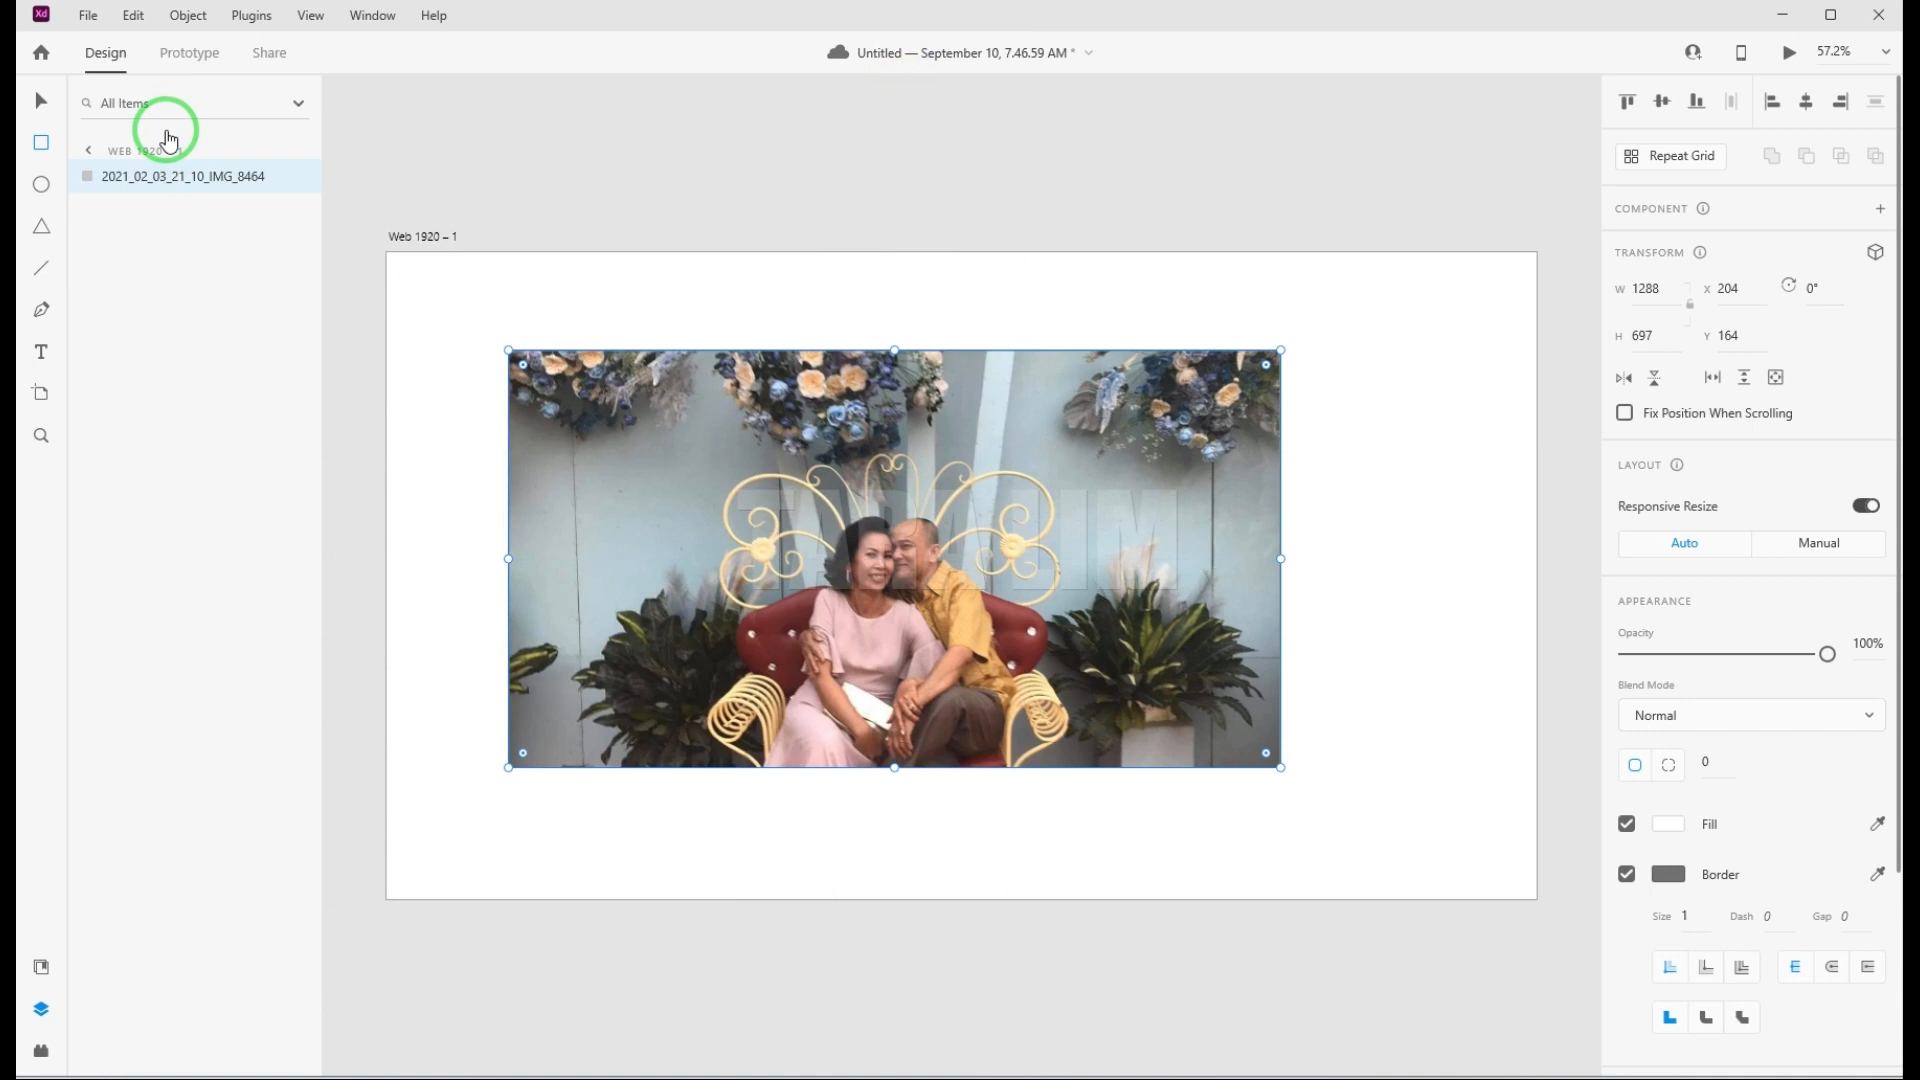 Xd File Edit Object Plugins View Window Help
Design Prototype Share
Untitled — September 10, 7.46.59 AM *
57.2%
All Items
WEB 1920 – 1
2021_02_03_21_10_IMG_8464
Web 1920 – 1
Repeat Grid
COMPONENT
TRANSFORM
W 1288 X 204 0°
H 697 Y 164
Fix Position When Scrolling
LAYOUT
Responsive Resize
Auto Manual
APPEARANCE
Opacity
100%
Blend Mode
Normal
0
Fill
Border
Size 1 Dash 0 Gap 0